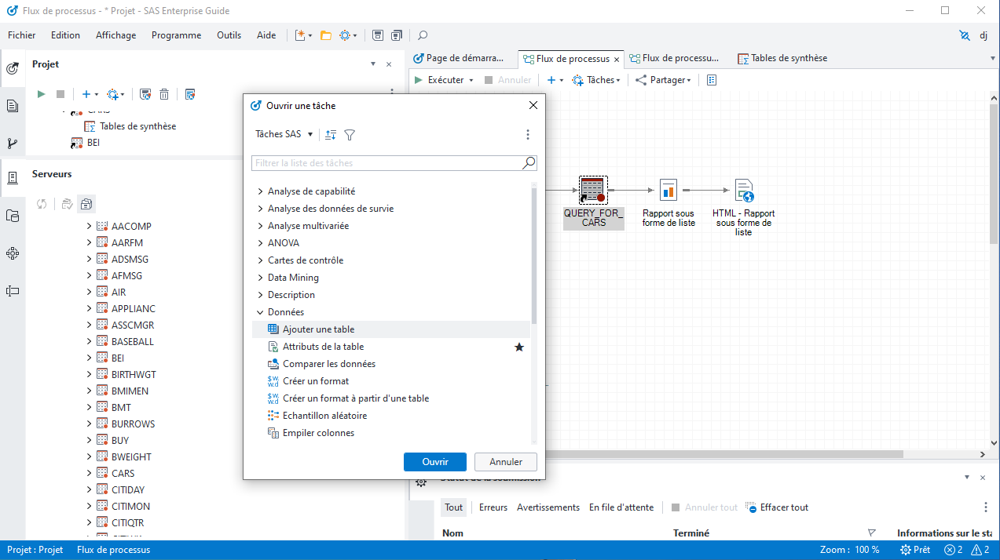 Flux de processus - * Projet - SAS Enterprise Guide
Fichier Edition Affichage Programme Outils Aide
dj
Projet
CARS
Tables de synthèse
BEI
Serveurs
AACOMP
AARFM
ADSMSG
AFMSG
AIR
APPLIANC
ASSCMGR
BASEBALL
BEI
BIRTHWGT
BMIMEN
BMT
BURROWS
BUY
BWEIGHT
CARS
CITIDAY
CITIMON
CITIQTR
Ouvrir une tâche
Tâches SAS
Filtrer la liste des tâches
Analyse de capabilité
Analyse des données de survie
Analyse multivariée
ANOVA
Cartes de contrôle
Data Mining
Description
Données
Ajouter une table
Attributs de la table
Comparer les données
Créer un format
Créer un format à partir d'une table
Echantillon aléatoire
Empiler colonnes
Ouvrir Annuler
Page de démarra... Flux de processus Flux de processu... Tables de synthèse
Exécuter Annuler Tâches Partager
QUERY_FOR_
CARS
Rapport sous
forme de liste
HTML - Rapport
sous forme de
liste
Statut de la soumission
Tout Erreurs Avertissements En file d'attente Annuler tout Effacer tout
Nom Terminé Informations sur le sta
Projet : Projet Flux de processus Zoom : 100 % Prêt 2 2